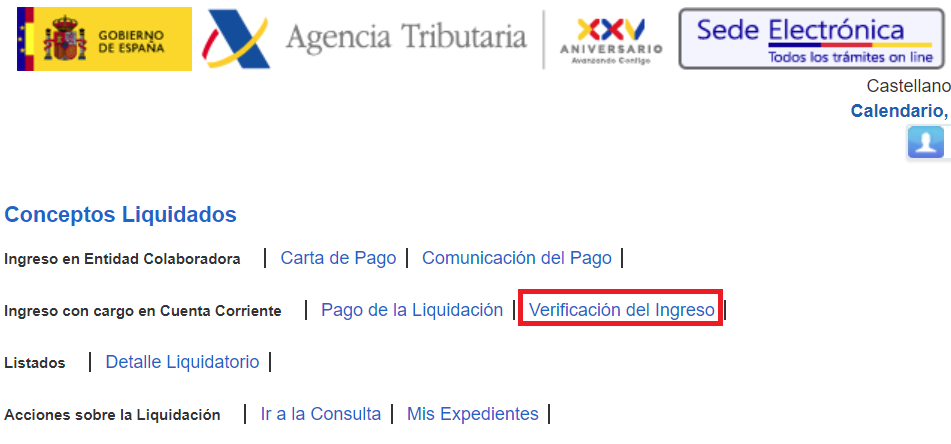 GOBIERNO
DE ESPAÑA
Agencia Tributaria
XXV
ANIVERSARIO
Avanzando Contigo
Sede Electrónica
Todos los trámites on line
Castellano
Calendario,
Conceptos Liquidados
Ingreso en Entidad Colaboradora | Carta de Pago | Comunicación del Pago |
Ingreso con cargo en Cuenta Corriente | Pago de la Liquidación | Verificación del Ingreso |
Listados | Detalle Liquidatorio |
Acciones sobre la Liquidación | Ir a la Consulta | Mis Expedientes |